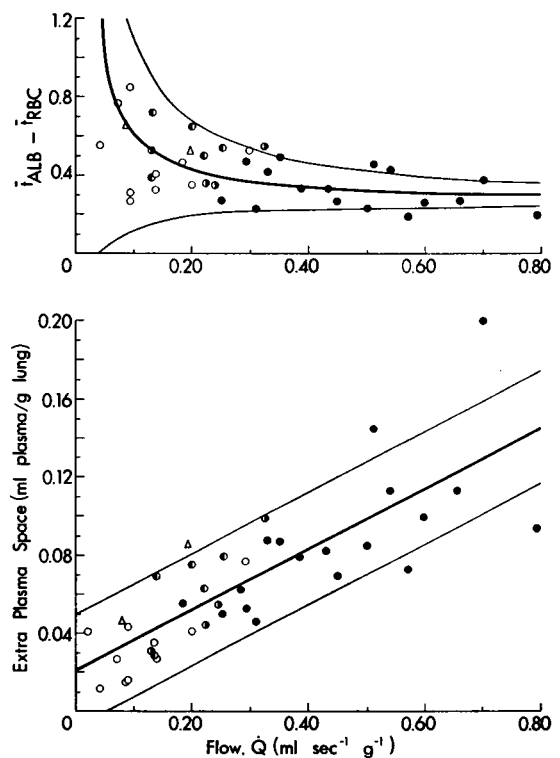 1.2
0.8
0.4
0
t̄ALB – t̄RBC
0 0.20 0.40 0.60 0.80
0.20
0.16
0.12
0.08
0.04
0
Extra Plasma Space (ml plasma/g lung)
0 0.20 0.40 0.60 0.80
Flow, Q̇ (ml sec⁻¹ g⁻¹)